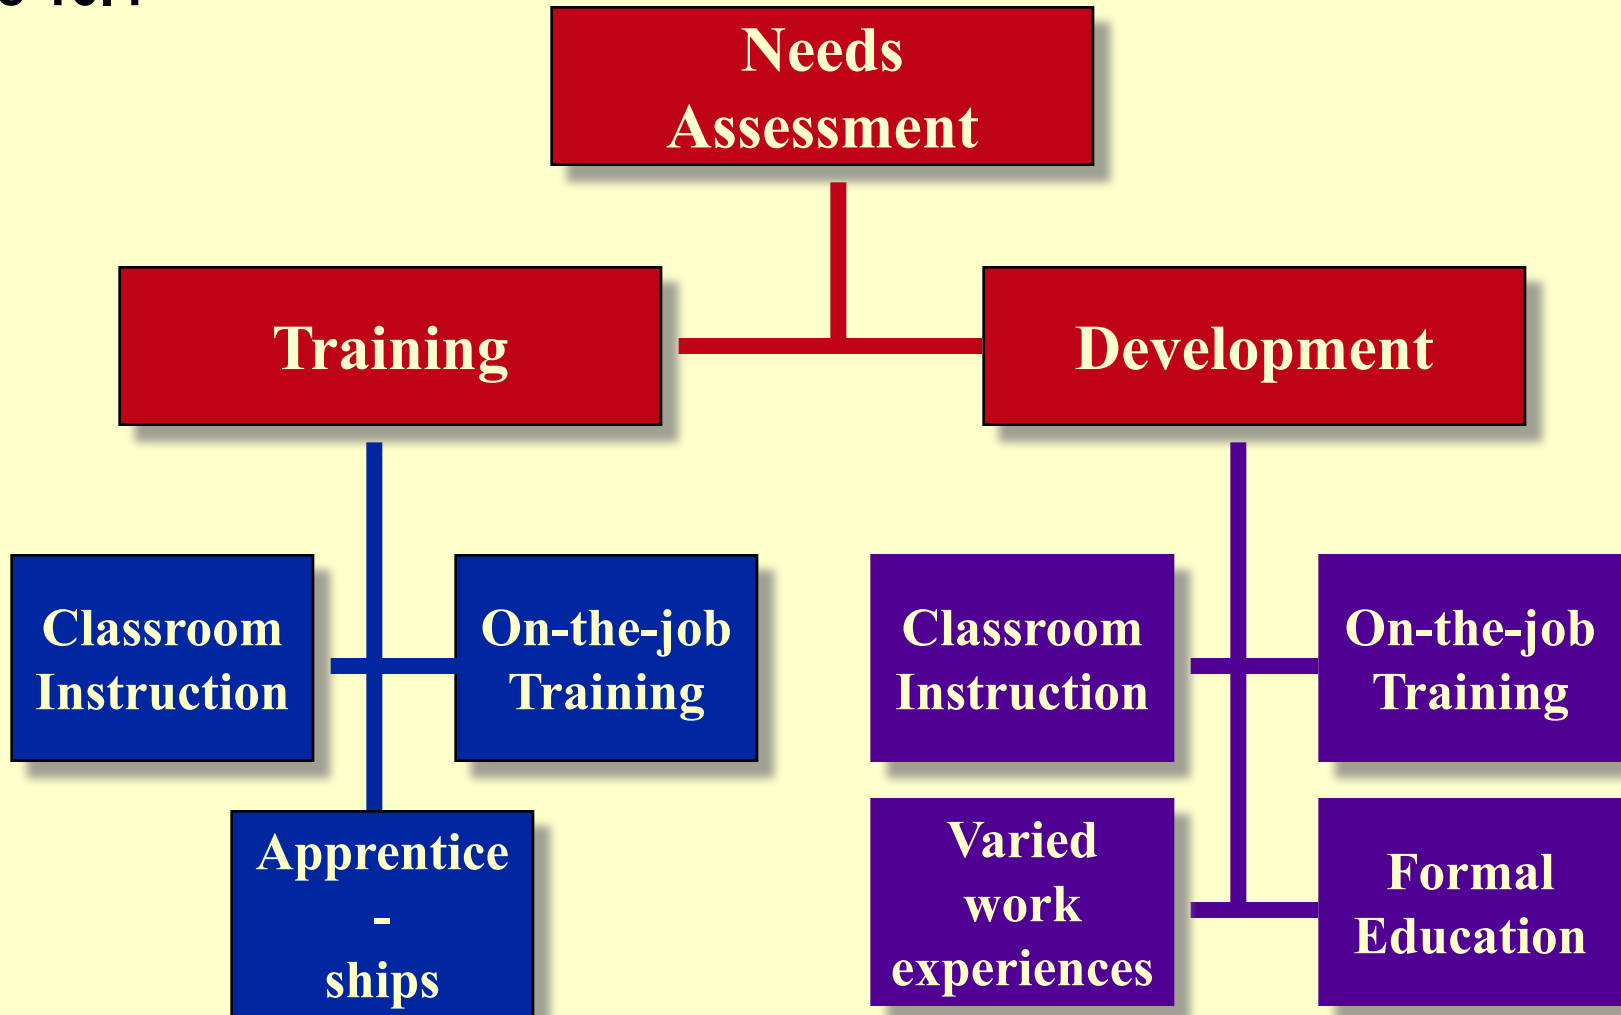 Needs
Assessment
Training
Development
Classroom
Instruction
On-the-job
Training
Classroom
Instruction
On-the-job
Training
Apprentice
-
ships
Varied
work
experiences
Formal
Education